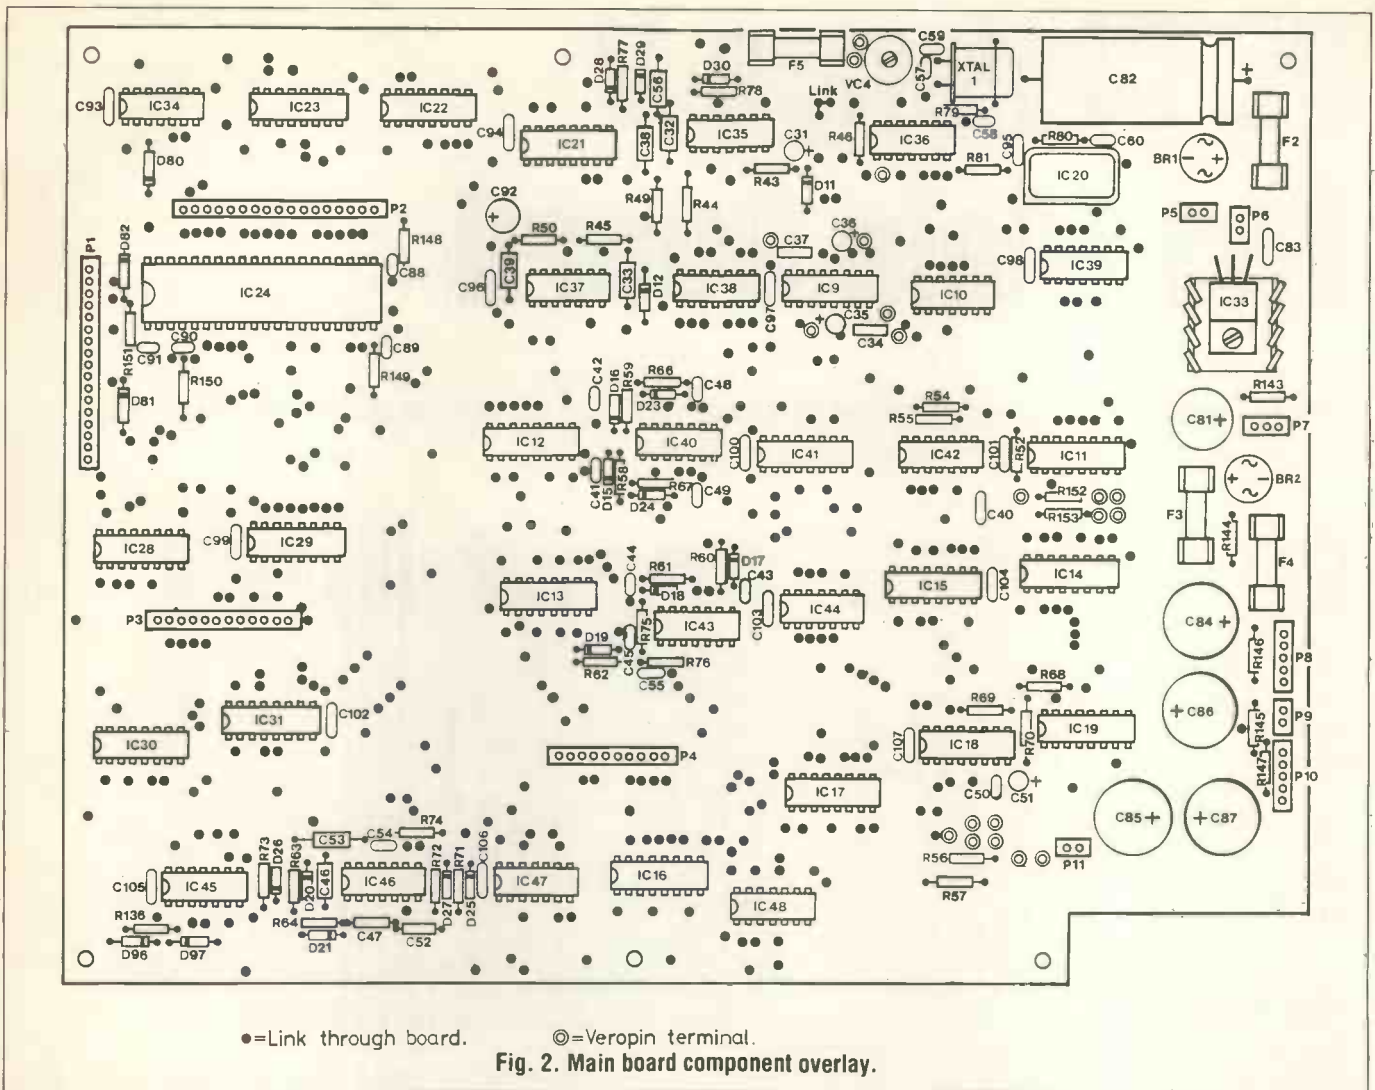 C93
IC34
IC23
IC22
C94
IC21
D28
R77
D29
C56
C38
C32
D30
R78
IC35
F5
Link
VC4
C59
C57
XTAL 1
R79
C58
C82
+
F2
R46
IC36
C31
+
R43
D11
R81
R80
C60
IC20
BR1
- +
D80
P2
P1
D82
R148
C88
IC24
C92
+
R50
R45
R49
R44
C96
C39
IC37
C33
D12
IC38
C97
C37
C36
+
IC9
IC10
C98
IC39
P5
P6
C83
IC33
+
C35
C34
R151
C91
C90
R150
C89
R149
D81
C42
D16
R59
R66
D23
C48
R54
R55
R143
C81+
P7
IC12
IC40
C100
IC41
IC42
C101
R52
IC11
C41
D15
R58
R67
D24
C49
C40
R152
R153
F3
+ -
BR2
R144
F4
IC28
C99
IC29
R60
D17
C43
C44
R61
D18
IC13
C45
R75
IC43
C103
IC44
IC15
C104
IC14
P3
D19
R62
R76
C55
C84
+
R146
P8
R68
R69
+C86
R145
P9
IC30
IC31
C102
P4
C107
IC18
R70
IC19
R147
P10
IC17
C50
C51
+
C85+
+C87
P11
R56
R57
C105
IC45
R73
D26
R63
D20
C46
C53
C54
R74
IC46
R72
D27
R71
D25
C106
IC47
IC16
IC48
R136
D96
D97
R64
D21
C47
C52
●=Link through board. ◎=Veropin terminal.
Fig. 2. Main board component overlay.